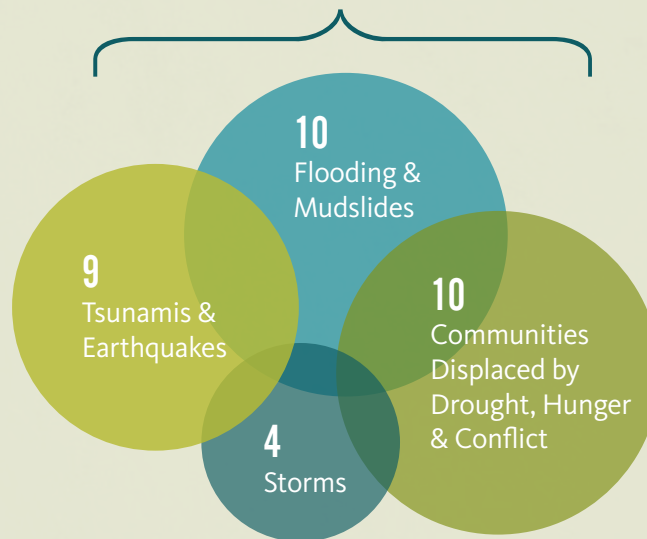 10
Flooding &
Mudslides
9
Tsunamis &
Earthquakes
10
Communities
Displaced by
Drought, Hunger
& Conflict
4
Storms